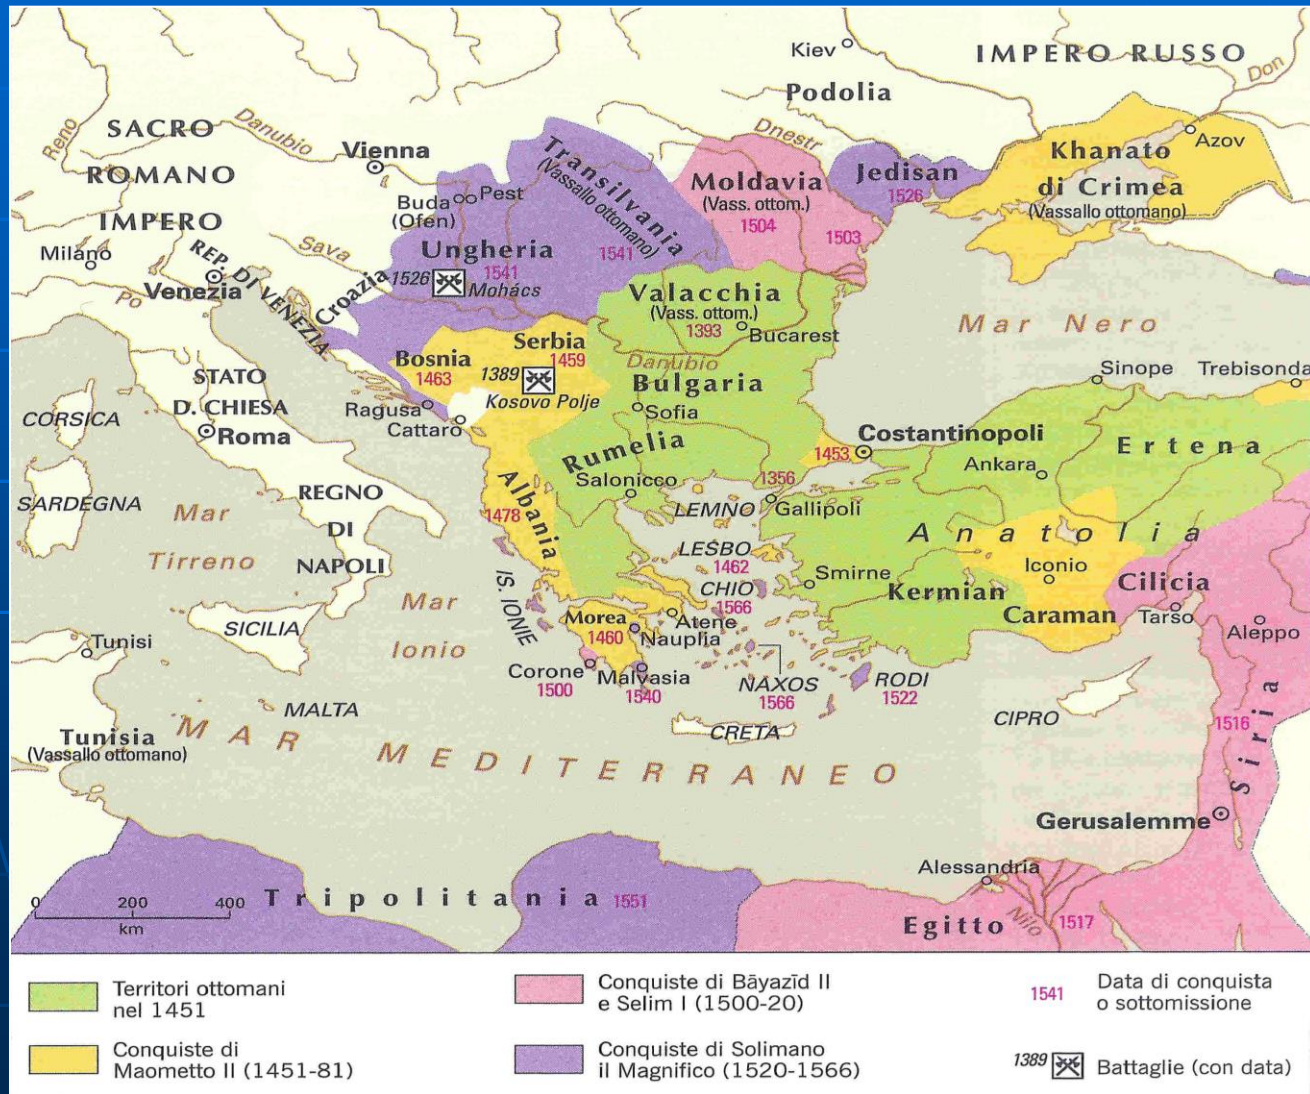 Kiev
IMPERO RUSSO
Don
Podolia
Reno
SACRO
ROMANO
IMPERO
Danubio
Vienna
Dnestr
Azov
Khanato
di Crimea
(Vassallo ottomano)
Transilvania
(Vassallo ottomano)
1541
Moldavia
(Vass. ottom.)
1504
1503
Jedisan
1526
Buda
(Ofen)
Pest
Ungheria
1541
1526
Mohács
Sava
Milano
Po
Venezia
REP. DI VENEZIA
Croazia
Valacchia
(Vass. ottom.)
1393
Bucarest
Mar Nero
Bosnia
1463
Serbia
1459
1389
Kosovo Polje
Danubio
Bulgaria
Sofia
Sinope
Trebisonda
STATO
D. CHIESA
Roma
CORSICA
Ragusa
Cattaro
Rumelia
Salonicco
1453
Costantinopoli
Ankara
Ertena
SARDEGNA
Mar
Tirreno
REGNO
DI
NAPOLI
Albania
1478
1356
Gallipoli
LEMNO
Anatolia
LESBO
1462
CHIO
1566
Smirne
Kermian
Iconio
Caraman
Cilicia
Tarso
Aleppo
Mar
Ionio
IS. IONIE
Morea
1460
Atene
Nauplia
Corone
1500
Malvasia
1540
NAXOS
1566
RODI
1522
SICILIA
Tunisi
MALTA
CRETA
CIPRO
1516
Siria
Tunisia
(Vassallo ottomano)
MAR MEDITERRANEO
Gerusalemme
Alessandria
Tripolitania
1551
Egitto
Nilo
1517
0 200 400
km
Territori ottomani
nel 1451
Conquiste di
Maometto II (1451-81)
Conquiste di Bāyazīd II
e Selim I (1500-20)
Conquiste di Solimano
il Magnifico (1520-1566)
1541
Data di conquista
o sottomissione
1389
Battaglie (con data)